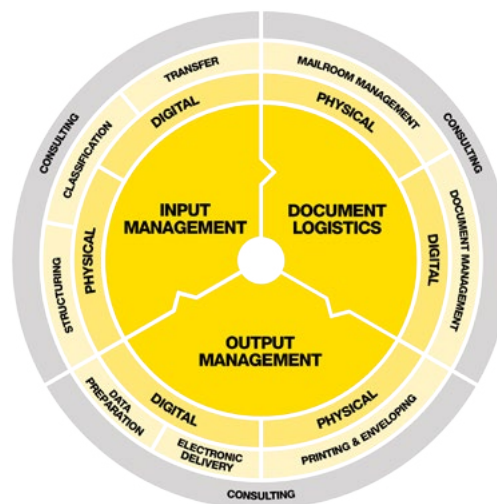 CONSULTING
TRANSFER
MAILROOM MANAGEMENT
CONSULTING
CLASSIFICATION
DIGITAL
PHYSICAL
INPUT
MANAGEMENT
DOCUMENT
LOGISTICS
STRUCTURING
PHYSICAL
DIGITAL
DOCUMENT MANAGEMENT
OUTPUT
MANAGEMENT
DATA
PREPARATION
DIGITAL
PHYSICAL
ELECTRONIC
DELIVERY
PRINTING & ENVELOPING
CONSULTING